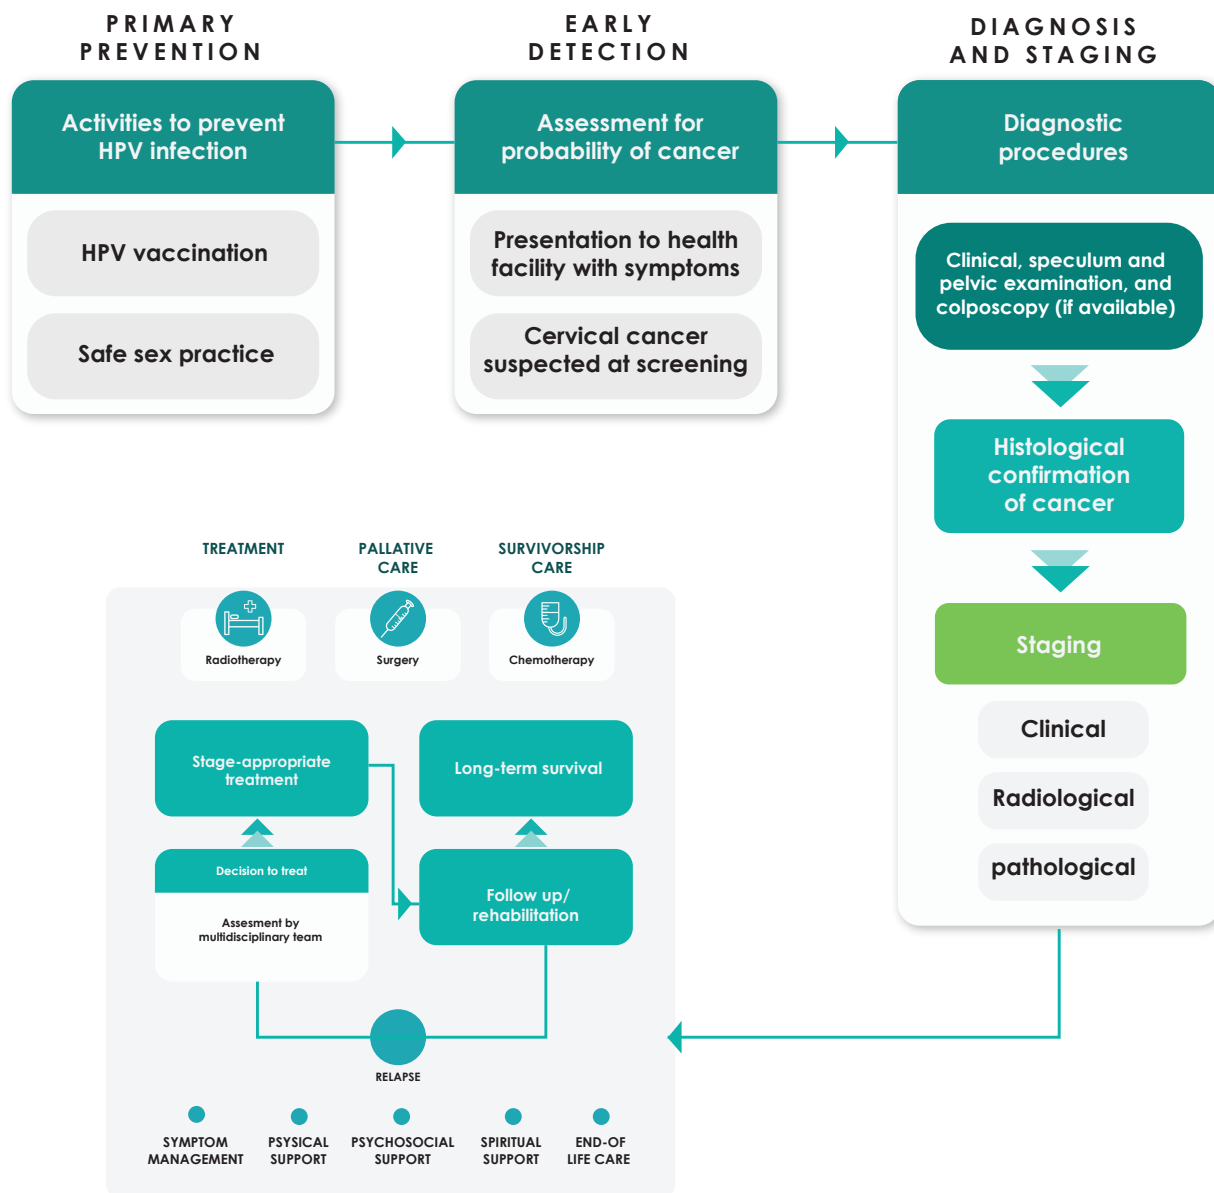 PRIMARY
PREVENTION
Activities to prevent
HPV infection
HPV vaccination
Safe sex practice
EARLY
DETECTION
Assessment for
probability of cancer
Presentation to health
facility with symptoms
Cervical cancer
suspected at screening
DIAGNOSIS
AND STAGING
Diagnostic
procedures
Clinical, speculum and
pelvic examination, and
colposcopy (if available)
Histological
confirmation
of cancer
Staging
Clinical
Radiological
pathological
TREATMENT
PALLATIVE
CARE
SURVIVORSHIP
CARE
Radiotherapy
Surgery
Chemotherapy
Stage-appropriate
treatment
Long-term survival
Decision to treat
Assesment by
multidisciplinary team
Follow up/
rehabilitation
RELAPSE
SYMPTOM
MANAGEMENT
PSYSICAL
SUPPORT
PSYCHOSOCIAL
SUPPORT
SPIRITUAL
SUPPORT
END-OF
LIFE CARE